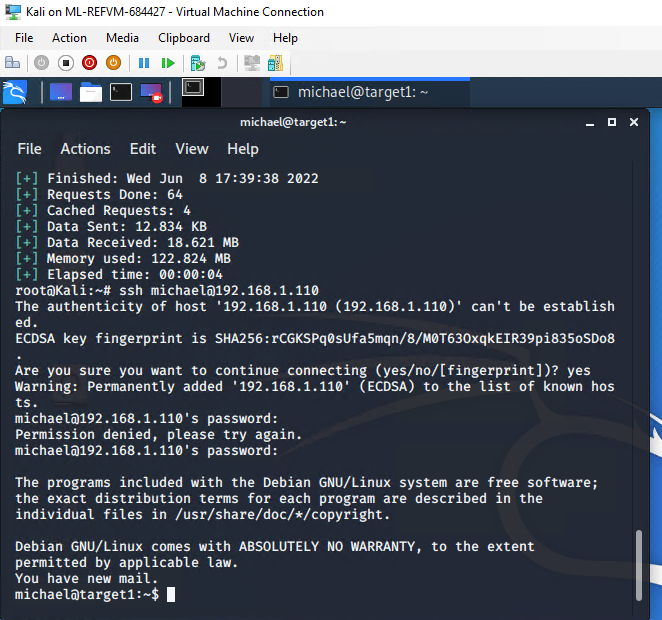 Kali on ML-REFVM-684427 - Virtual Machine Connection
File Action Media Clipboard View Help
michael@target1: ~
michael@target1: ~
File Actions Edit View Help
[+] Finished: Wed Jun  8 17:39:38 2022
[+] Requests Done: 64
[+] Cached Requests: 4
[+] Data Sent: 12.834 KB
[+] Data Received: 18.621 MB
[+] Memory used: 122.824 MB
[+] Elapsed time: 00:00:04
root@Kali:~# ssh michael@192.168.1.110
The authenticity of host '192.168.1.110 (192.168.1.110)' can't be establish
ed.
ECDSA key fingerprint is SHA256:rCGKSPq0sUfa5mqn/8/M0T63OxqkEIR39pi835oSDo8
.
Are you sure you want to continue connecting (yes/no/[fingerprint])? yes
Warning: Permanently added '192.168.1.110' (ECDSA) to the list of known hos
ts.
michael@192.168.1.110's password:
Permission denied, please try again.
michael@192.168.1.110's password:
The programs included with the Debian GNU/Linux system are free software;
the exact distribution terms for each program are described in the
individual files in /usr/share/doc/*/copyright.
Debian GNU/Linux comes with ABSOLUTELY NO WARRANTY, to the extent
permitted by applicable law.
You have new mail.
michael@target1:~$